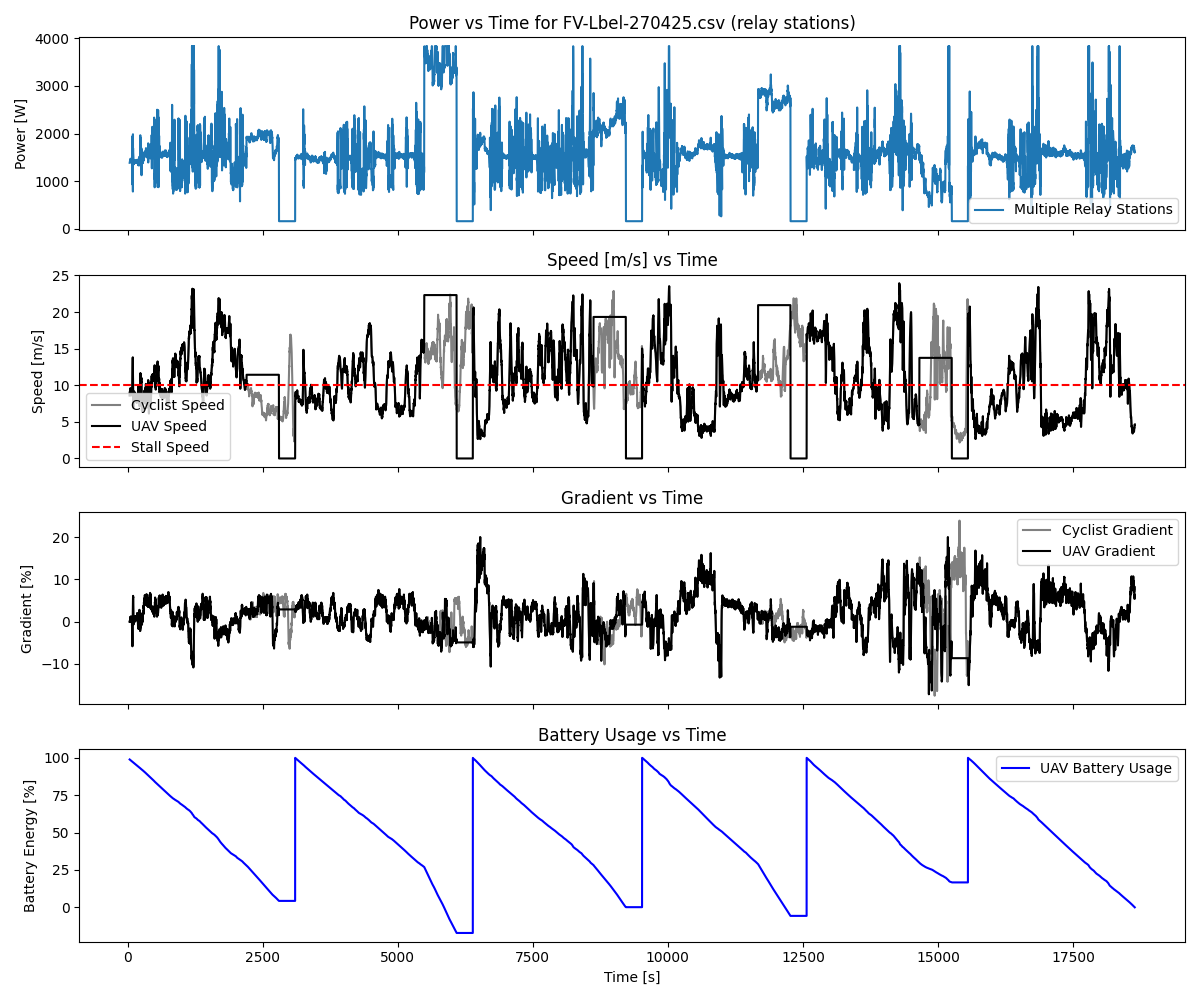 Power vs Time for FV-Lbel-270425.csv (relay stations)
Power [W]
4000
3000
2000
1000
0
Multiple Relay Stations
Speed [m/s] vs Time
Speed [m/s]
25
20
15
10
5
0
Cyclist Speed
UAV Speed
Stall Speed
Gradient vs Time
Gradient [%]
20
10
0
−10
Cyclist Gradient
UAV Gradient
Battery Usage vs Time
Battery Energy [%]
100
75
50
25
0
UAV Battery Usage
0 2500 5000 7500 10000 12500 15000 17500
Time [s]